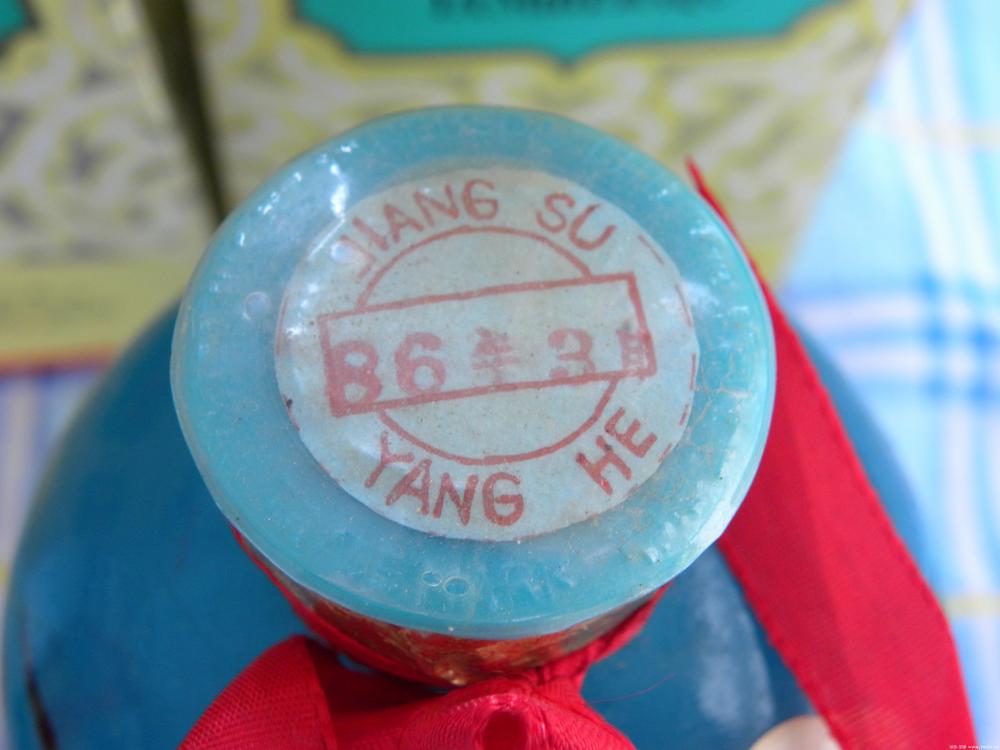 JIANG SU
86年3月
YANG HE